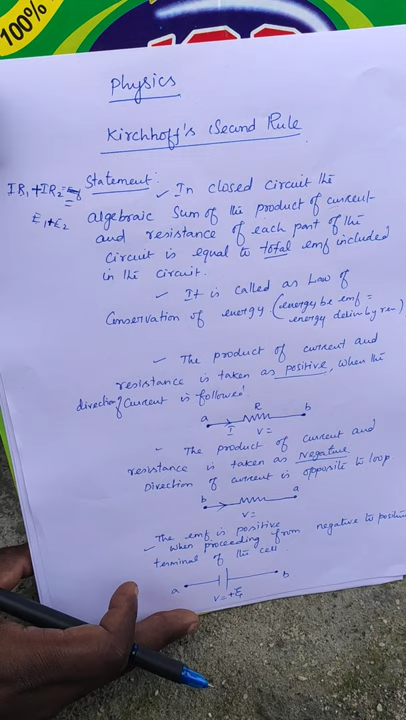 100%
Physics
Kirchhoff's Second Rule
IR1+IR2=
E1+E2
Statement:
✓ In closed circuit the
algebraic sum of the product of current
and resistance of each part of the
circuit is equal to total emf included
in the circuit.
✓ It is called as Law of
Conservation of energy (energy be emf =
energy delim by res)
✓ The product of current and
resistance is taken as positive, when the
direction of current is followed
a R b
I V=
The product of current and
resistance is taken as Negative
Direction of current is opposite to loop.
b a
V=
The emf is positive
✓ when proceeding from negative to positive
terminal of the cell
a b
V=+E